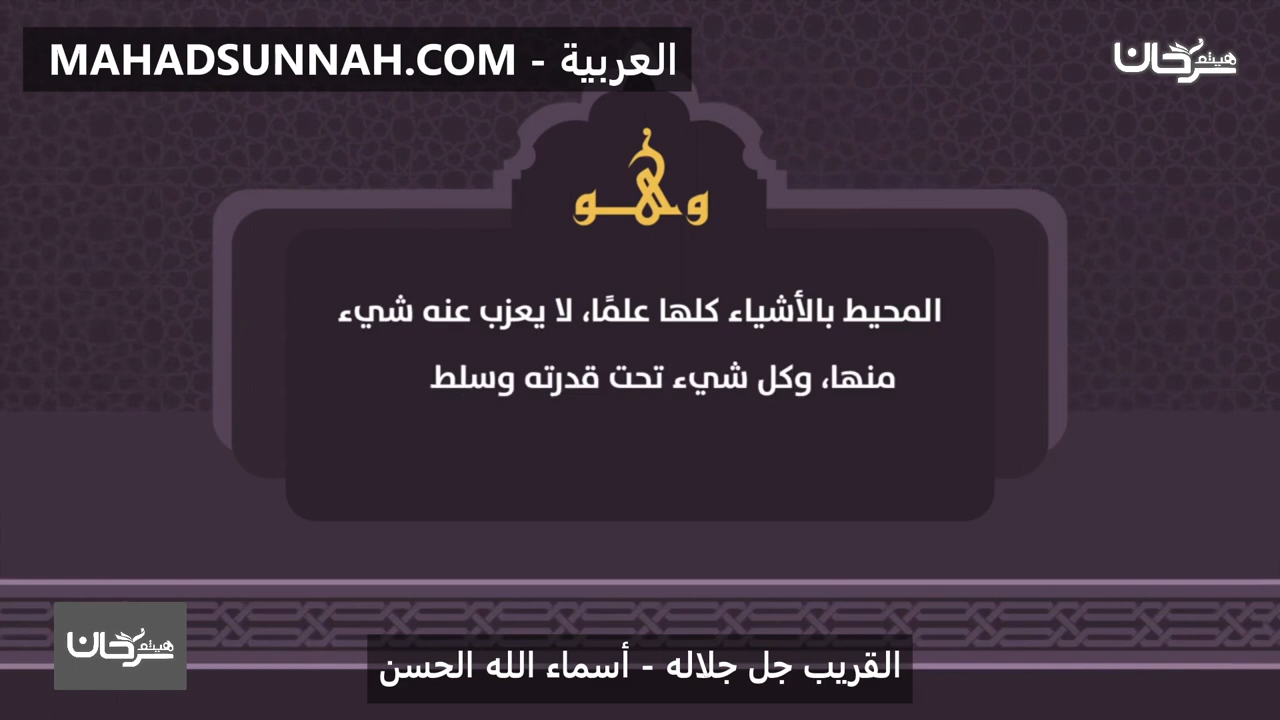 MAHADSUNNAH.COM - العربية
هيثم سرحان
وهو
المحيط بالأشياء كلها علمًا، لا يعزب عنه شيء
منها، وكل شيء تحت قدرته وسلط
هيثم سرحان
القريب جل جلاله - أسماء الله الحسن